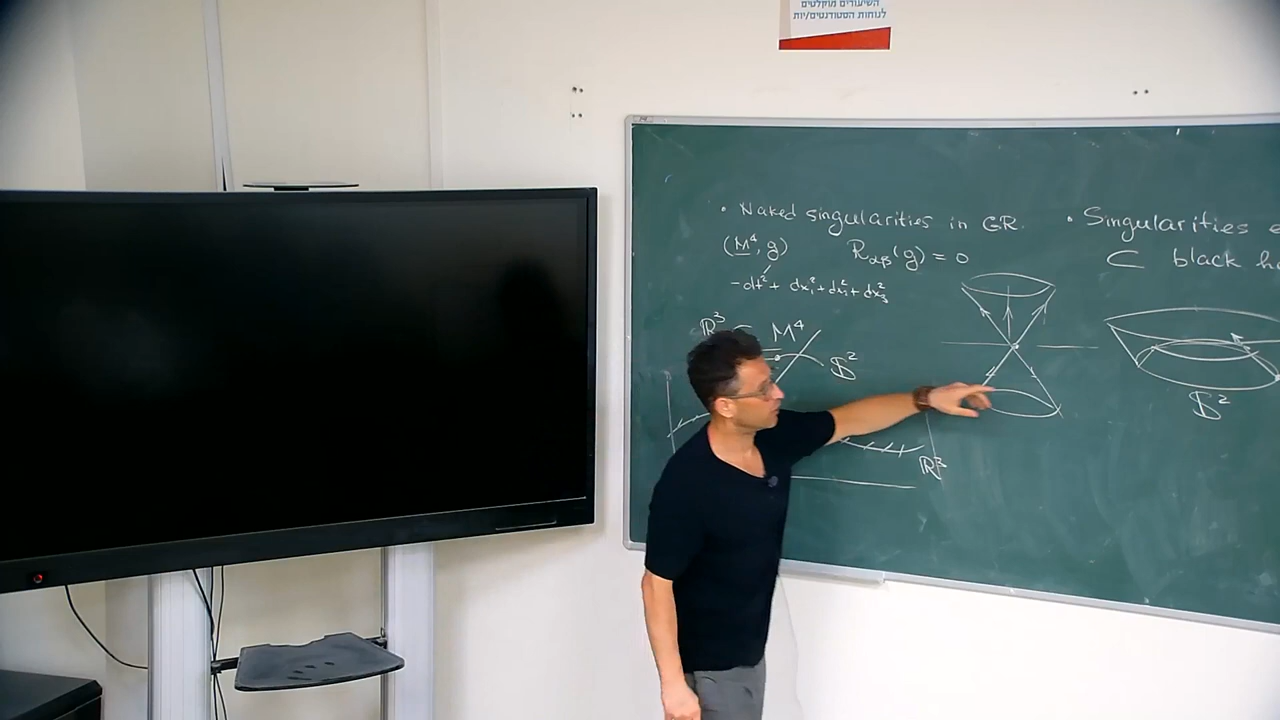 השיעורים מוקלטים
לנוחות הסטודנטים/יות
• Naked singularities in GR.
(M⁴, g) R_αβ(g) = 0
-dt² + dx₁² + dx₂² + dx₃²
R³ M⁴
S²
R³
• Singularities
⊂ black
S²